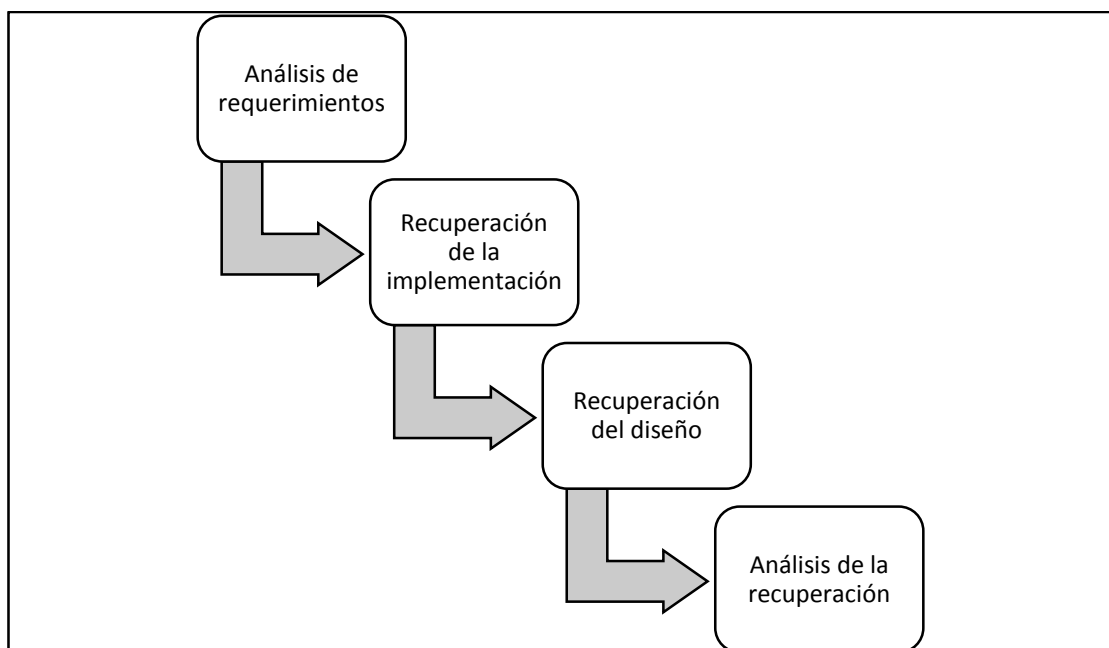 Análisis de
requerimientos
Recuperación
de la
implementación
Recuperación
del diseño
Análisis de la
recuperación